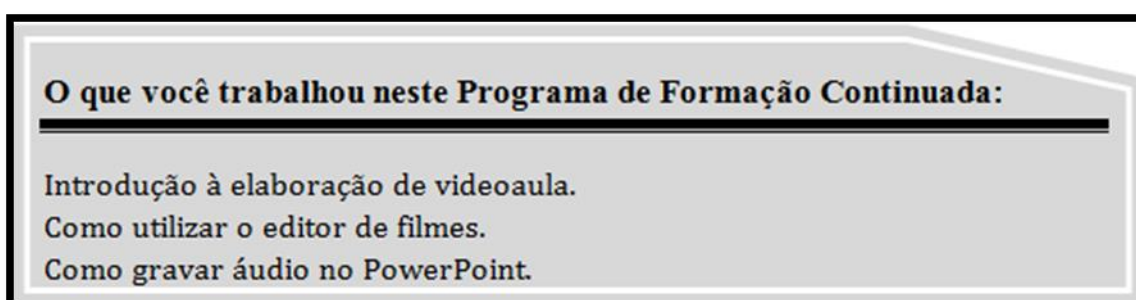 O que você trabalhou neste Programa de Formação Continuada:
Introdução à elaboração de videoaula.
Como utilizar o editor de filmes.
Como gravar áudio no PowerPoint.